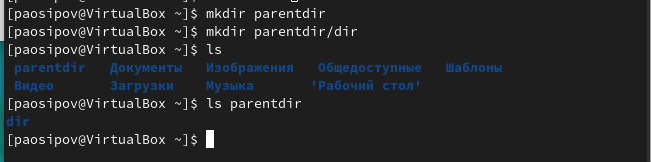 [paosipov@VirtualBox ~]$ mkdir parentdir
[paosipov@VirtualBox ~]$ mkdir parentdir/dir
[paosipov@VirtualBox ~]$ ls
parentdir Документы Изображения Общедоступные Шаблоны
Видео Загрузки Музыка 'Рабочий стол'
[paosipov@VirtualBox ~]$ ls parentdir
dir
[paosipov@VirtualBox ~]$